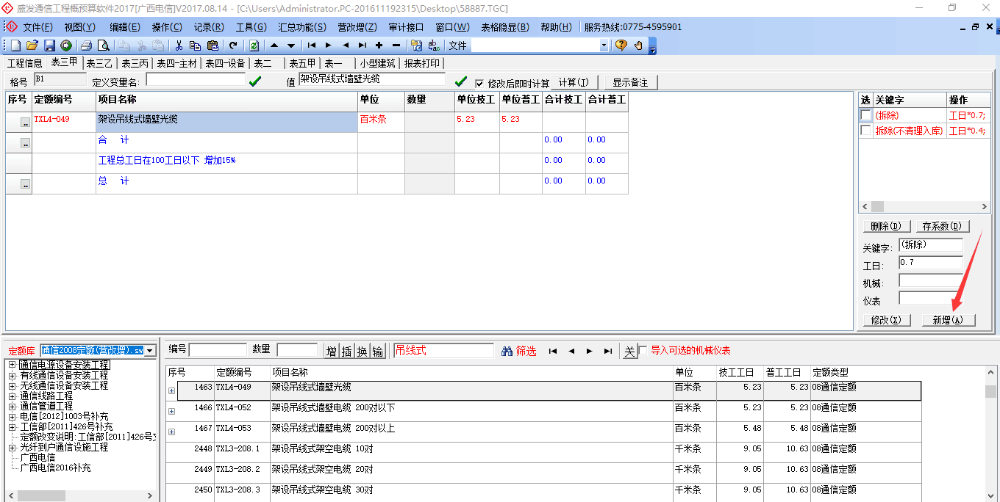 盛发通信工程概预算软件2017[广西电信]V2017.08.14 - [C:\Users\Administrator.PC-201611192315\Desktop\58887.TGC]
文件(F) 视图(Y) 编辑(E) 操作(C) 记录(R) 工具(G) 汇总功能(S) 营改增(Z) 审计接口 窗口(W) 表格隐显(B) 帮助(H) 服务热线:0775-4595901
文件
工程信息 表三甲 表三乙 表三丙 表四-主材 表四-设备 表二 表五甲 表一 小型建筑 报表打印
格号 B1 定义变量名: 值 架设吊线式墙壁光缆 修改后即时计算 计算(I) 显示备注
序号 定额编号 项目名称 单位 数量 单位技工 单位普工 合计技工 合计普工
.. TXL4-049 架设吊线式墙壁光缆 百米条 5.23 5.23
.. 合 计 0.00 0.00
工程总工日在100工日以下 增加15% 0.00 0.00
.. 总 计 0.00 0.00
选 关键字 操作
(拆除) 工日*0.7;
拆除(不清理入库) 工日*0.4;
删除(D) 存系数(D)
关键字: (拆除)
工日: 0.7
机械:
仪表
修改(X) 新增(A)
定额库 通信2008定额(营改增).sw
通信电源设备安装工程
有线通信设备安装工程
无线通信设备安装工程
通信线路工程
通信管道工程
电信[2012]1003号补充
工信部[2011]426号补充
定额改变说明:工信部[2011]426号文
光纤到户通信设施工程
广西电信
广西电信2016补充
编号 数量 增 插 换 输 吊线式 筛选 关 导入可选的机械仪表
序号 定额编号 项目名称 单位 技工工日 普工工日 定额类型
1463 TXL4-049 架设吊线式墙壁光缆 百米条 5.23 5.23 08通信定额
1466 TXL4-052 架设吊线式墙壁电缆 200对以下 百米条 5.23 5.23 08通信定额
1467 TXL4-053 架设吊线式墙壁电缆 200对以上 百米条 5.48 5.48 08通信定额
2448 TXL3-208.1 架设吊线式架空电缆 10对 千米条 9.05 10.63 08通信定额
2449 TXL3-208.2 架设吊线式架空电缆 20对 千米条 9.05 10.63 08通信定额
2450 TXL3-208.3 架设吊线式架空电缆 30对 千米条 9.05 10.63 08通信定额